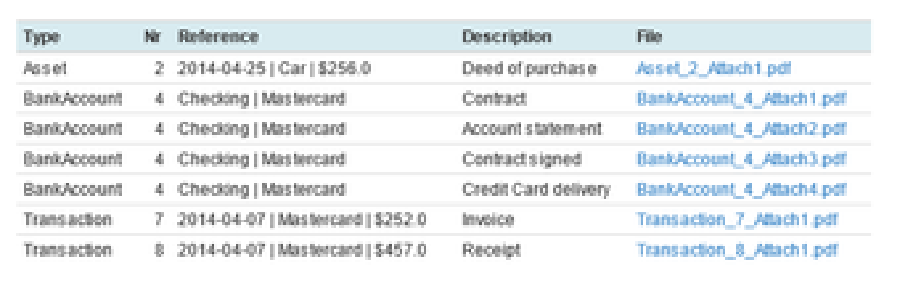 Type Nr Reference Description File
Asset 2 2014-04-25 | Car | $256.0 Deed of purchase Asset_2_Attach1.pdf
BankAccount 4 Checking | Mastercard Contract BankAccount_4_Attach1.pdf
BankAccount 4 Checking | Mastercard Account statement BankAccount_4_Attach2.pdf
BankAccount 4 Checking | Mastercard Contract signed BankAccount_4_Attach3.pdf
BankAccount 4 Checking | Mastercard Credit Card delivery BankAccount_4_Attach4.pdf
Transaction 7 2014-04-07 | Mastercard | $252.0 Invoice Transaction_7_Attach1.pdf
Transaction 8 2014-04-07 | Mastercard | $457.0 Receipt Transaction_8_Attach1.pdf